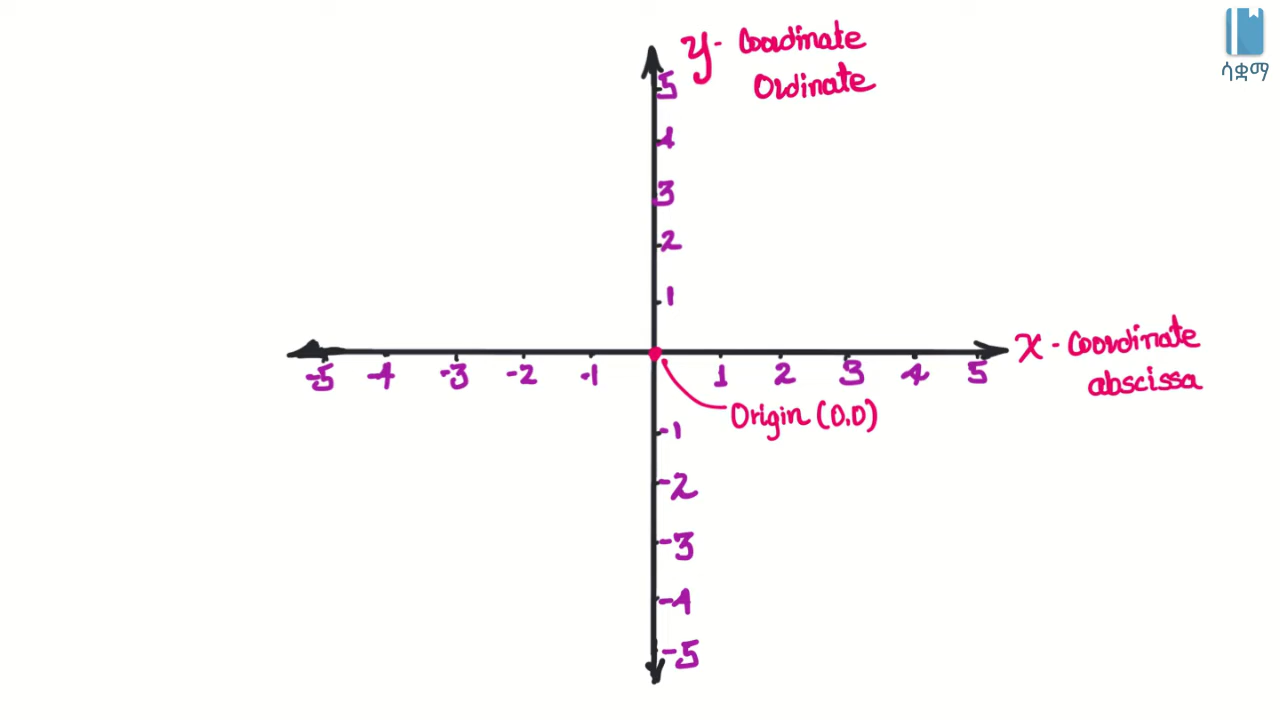 y - Coordinate
Ordinate
ሳቋማ
5
4
3
2
1
-5 -4 -3 -2 -1 1 2 3 4 5
x - Coordinate
abscissa
Origin (0,0)
-1
-2
-3
-4
-5